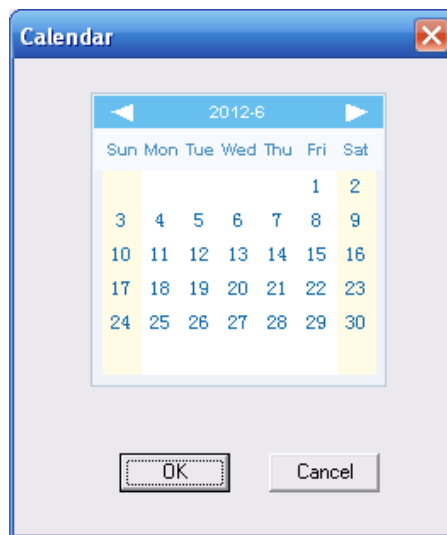 Calendar
2012-6
Sun Mon Tue Wed Thu Fri Sat
1 2
3 4 5 6 7 8 9
10 11 12 13 14 15 16
17 18 19 20 21 22 23
24 25 26 27 28 29 30
OK Cancel